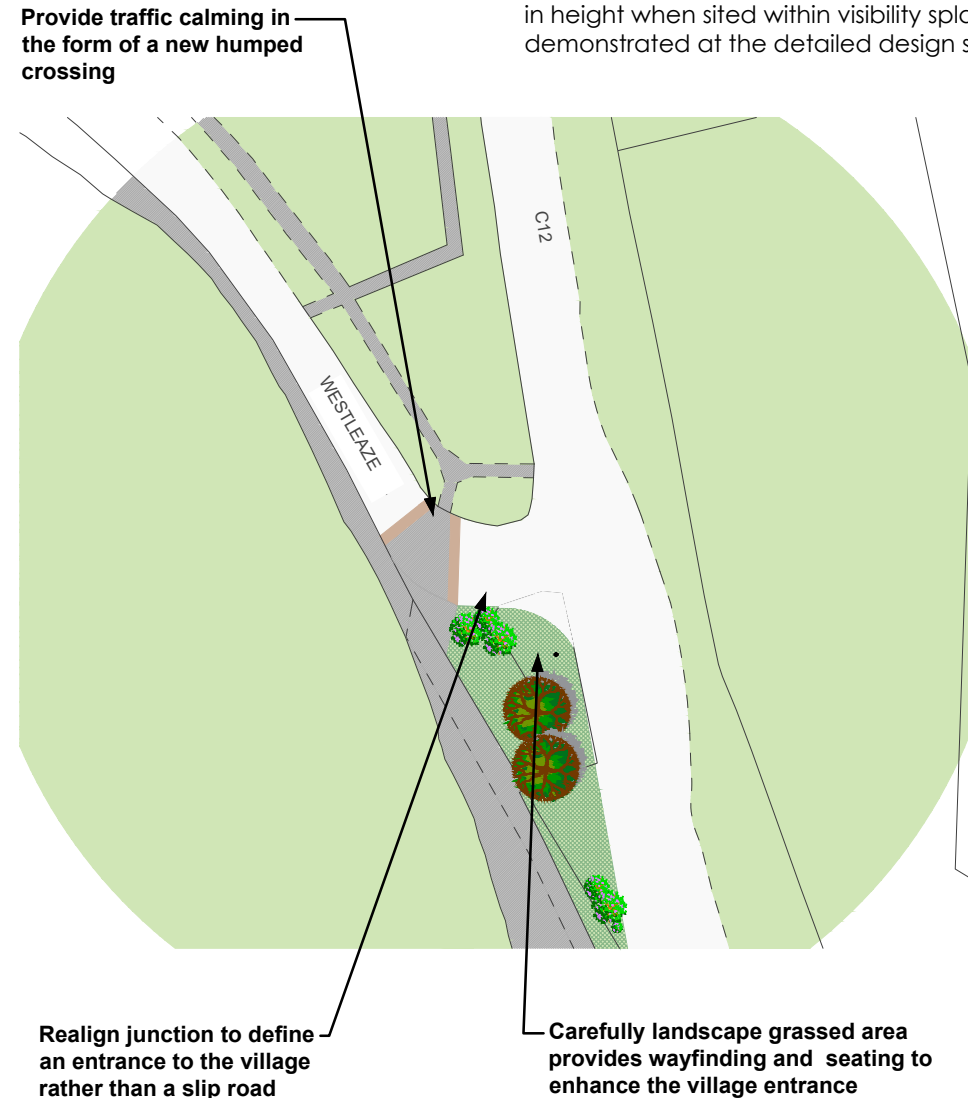 Provide traffic calming in
the form of a new humped
crossing
in height when sited within visibility
demonstrated at the detailed design
C12
WESTLEAZE
Realign junction to define
an entrance to the village
rather than a slip road
Carefully landscape grassed area
provides wayfinding and seating to
enhance the village entrance